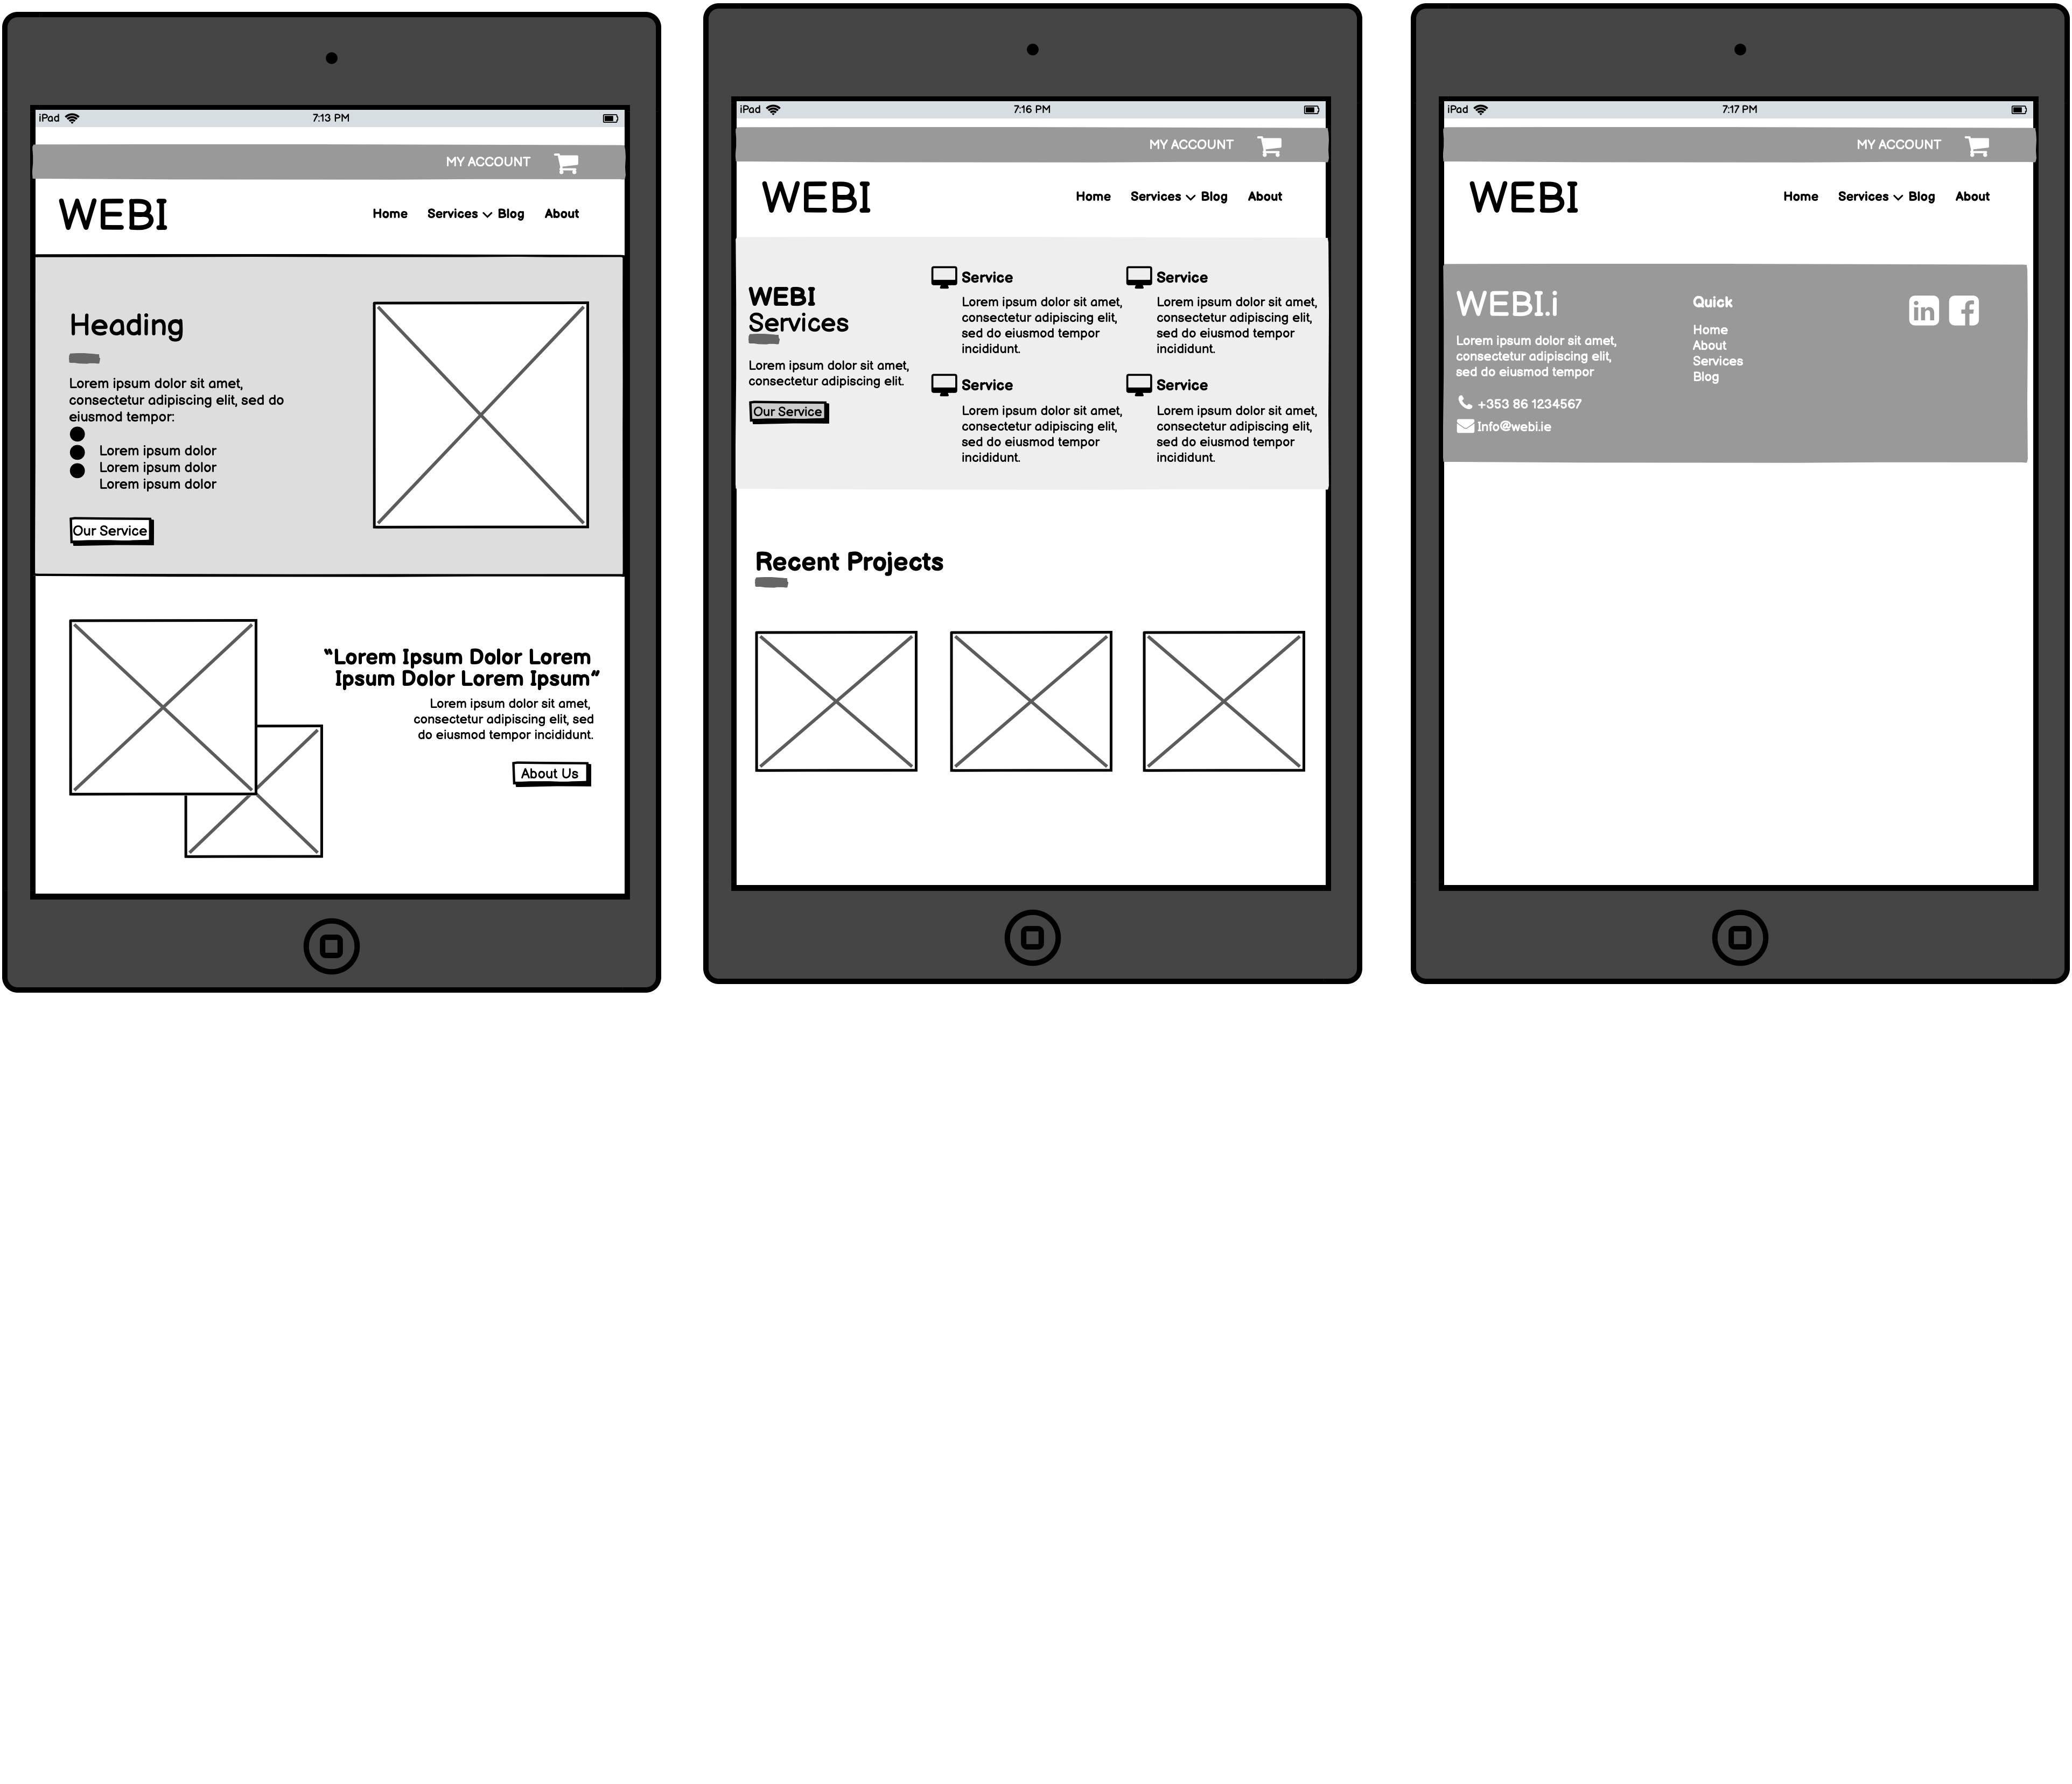 iPad
7:13 PM
MY ACCOUNT
WEBI
Home Services Blog About
Heading
Lorem ipsum dolor sit amet,
consectetur adipiscing elit, sed do
eiusmod tempor:
Lorem ipsum dolor
Lorem ipsum dolor
Lorem ipsum dolor
Our Service
“Lorem Ipsum Dolor Lorem
Ipsum Dolor Lorem Ipsum”
Lorem ipsum dolor sit amet,
consectetur adipiscing elit, sed
do eiusmod tempor incididunt.
About Us
iPad
7:16 PM
MY ACCOUNT
WEBI
Home Services Blog About
WEBI
Services
Lorem ipsum dolor sit amet,
consectetur adipiscing elit.
Our Service
Service
Lorem ipsum dolor sit amet,
consectetur adipiscing elit,
sed do eiusmod tempor
incididunt.
Service
Lorem ipsum dolor sit amet,
consectetur adipiscing elit,
sed do eiusmod tempor
incididunt.
Service
Lorem ipsum dolor sit amet,
consectetur adipiscing elit,
sed do eiusmod tempor
incididunt.
Service
Lorem ipsum dolor sit amet,
consectetur adipiscing elit,
sed do eiusmod tempor
incididunt.
Recent Projects
iPad
7:17 PM
MY ACCOUNT
WEBI
Home Services Blog About
WEBI.i
Lorem ipsum dolor sit amet,
consectetur adipiscing elit,
sed do eiusmod tempor
+353 86 1234567
Info@webi.ie
Quick
Home
About
Services
Blog
in f